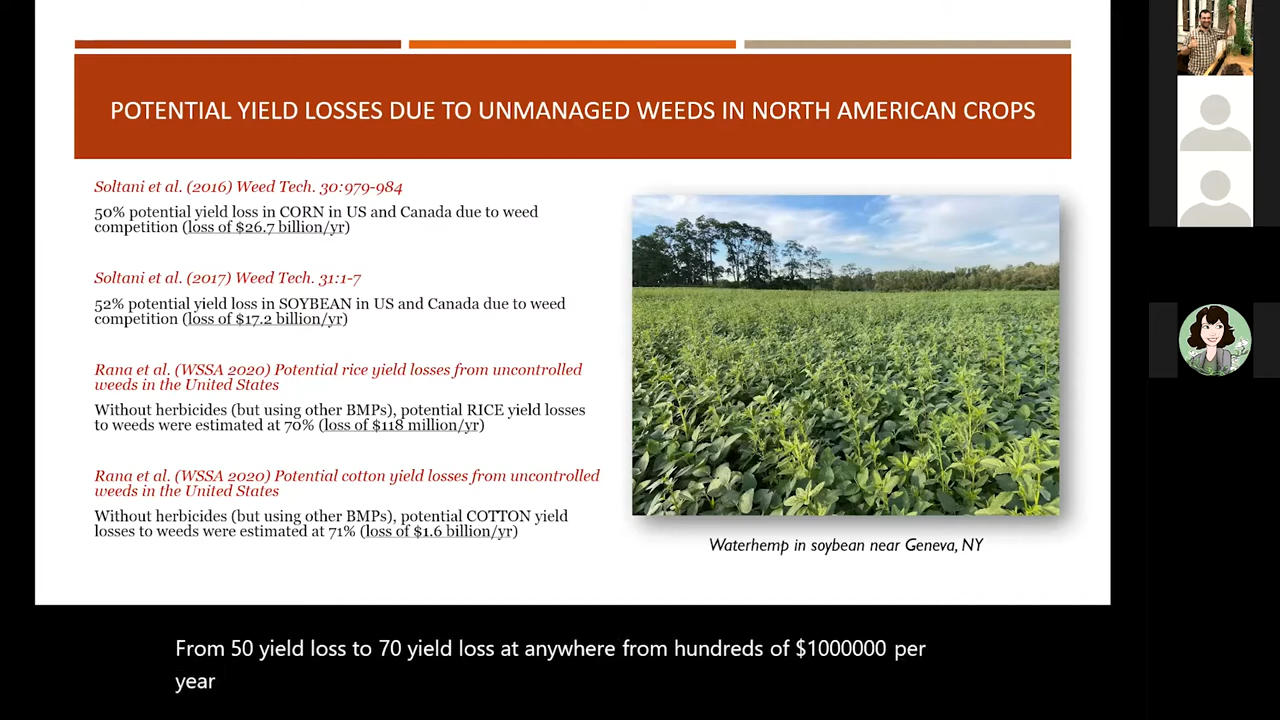 POTENTIAL YIELD LOSSES DUE TO UNMANAGED WEEDS IN NORTH AMERICAN CROPS
Soltani et al. (2016) Weed Tech. 30:979-984
50% potential yield loss in CORN in US and Canada due to weed
competition (loss of $26.7 billion/yr)
Soltani et al. (2017) Weed Tech. 31:1-7
52% potential yield loss in SOYBEAN in US and Canada due to weed
competition (loss of $17.2 billion/yr)
Rana et al. (WSSA 2020) Potential rice yield losses from uncontrolled
weeds in the United States
Without herbicides (but using other BMPs), potential RICE yield losses
to weeds were estimated at 70% (loss of $118 million/yr)
Rana et al. (WSSA 2020) Potential cotton yield losses from uncontrolled
weeds in the United States
Without herbicides (but using other BMPs), potential COTTON yield
losses to weeds were estimated at 71% (loss of $1.6 billion/yr)
Waterhemp in soybean near Geneva, NY
From 50 yield loss to 70 yield loss at anywhere from hundreds of $1000000 per
year